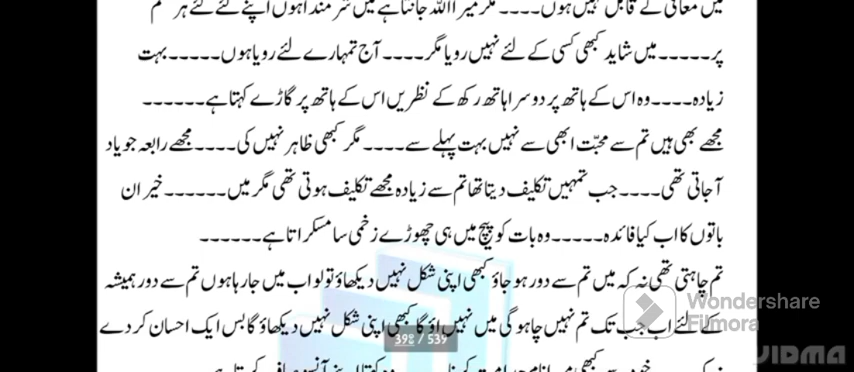 میں معافی کے قابل نہیں ہوں۔۔۔۔ مگر میرا اللہ جانتا ہے میں شرمندا ہوں اپنے کئے گئے ہر ظلم
پر۔۔۔۔۔ میں شاید کبھی کسی کے لئے نہیں رویا مگر۔۔۔۔ آج تمہارے لئے رویا ہوں۔۔۔۔۔ بہت
زیادہ۔۔۔۔ وہ اس کے ہاتھ پر دوسرا ہاتھ رکھ کے نظریں اس کے ہاتھ پر گاڑے کہتا ہے۔۔۔۔۔۔
مجھے بھی ہیں تم سے محبّت ابھی سے نہیں بہت پہلے سے۔۔۔۔ مگر کبھی ظاہر نہیں کی۔۔۔۔ مجھے رابعہ جو یاد
آجاتی تھی۔۔۔۔ جب تمہیں تکلیف دیتا تھا تم سے زیادہ مجھے تکلیف ہوتی تھی مگر میں۔۔۔۔۔۔ خیر ان
باتوں کا اب کیا فائدہ۔۔۔۔۔ وہ بات کو بیچ میں ہی چھوڑے زخمی سا مسکراتا ہے۔۔۔۔۔۔
تم چاہتی تھی نہ کہ میں تم سے دور ہو جاؤ کبھی اپنی شکل نہیں دیکھاؤ تو لو اب میں جا رہا ہوں تم سے دور ہمیشہ
کے لئے اب جب تک تم نہیں چاہو گی میں نہیں اؤ گا کبھی اپنی شکل نہیں دیکھاؤ گا بس ایک احسان کر دے
398 / 539
Wondershare
Filmora
VIDMA